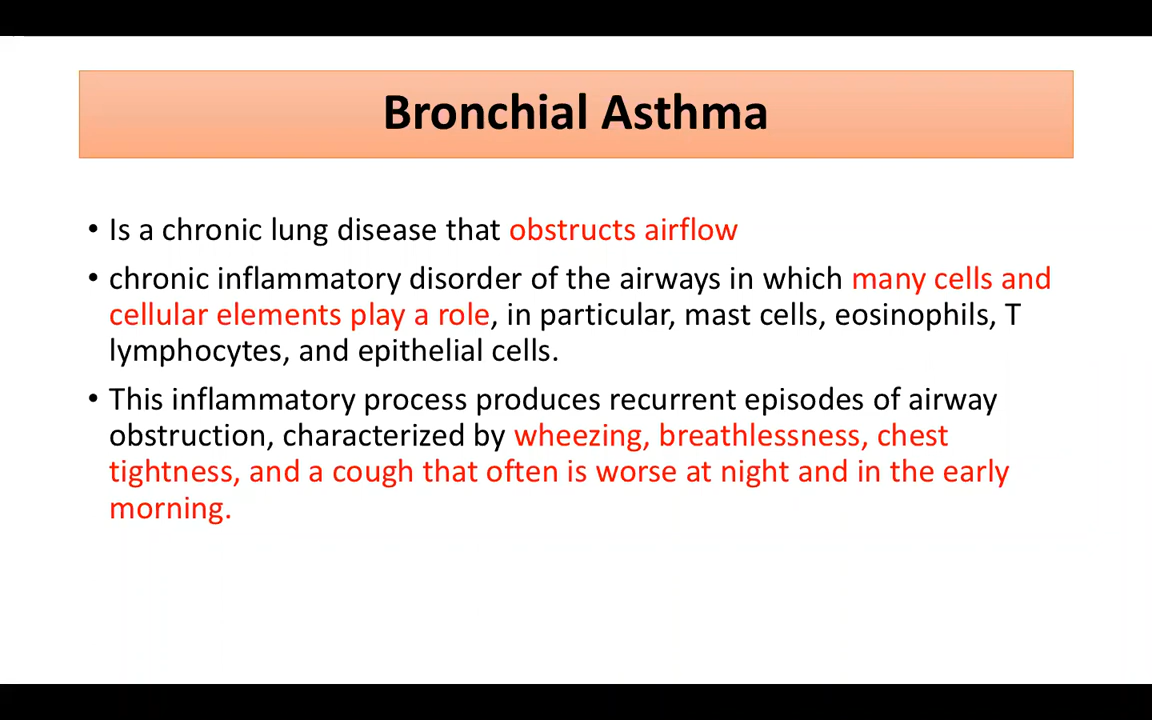 Bronchial Asthma
• Is a chronic lung disease that obstructs airflow
• chronic inflammatory disorder of the airways in which many cells and
cellular elements play a role, in particular, mast cells, eosinophils, T
lymphocytes, and epithelial cells.
• This inflammatory process produces recurrent episodes of airway
obstruction, characterized by wheezing, breathlessness, chest
tightness, and a cough that often is worse at night and in the early
morning.